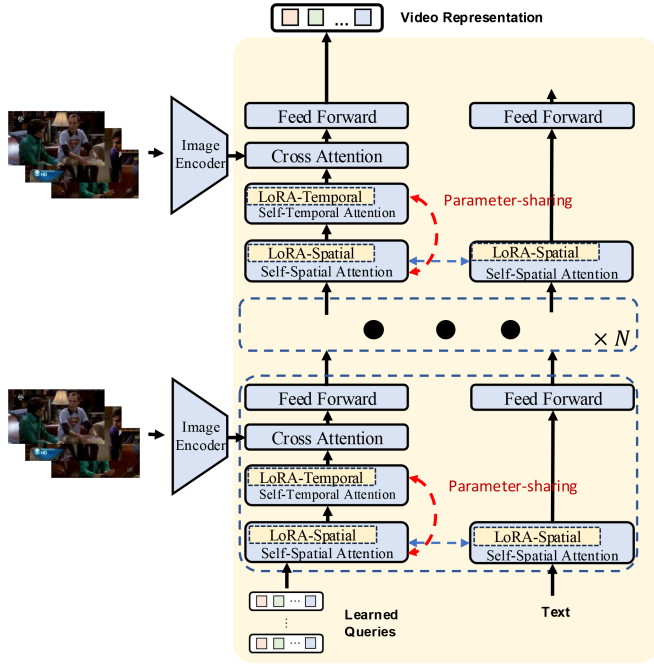 Video Representation
Feed Forward
Feed Forward
Image
Encoder
Cross Attention
LoRA-Temporal
Self-Temporal Attention
Parameter-sharing
LoRA-Spatial
Self-Spatial Attention
LoRA-Spatial
Self-Spatial Attention
× N
Feed Forward
Feed Forward
Image
Encoder
Cross Attention
LoRA-Temporal
Self-Temporal Attention
Parameter-sharing
LoRA-Spatial
Self-Spatial Attention
LoRA-Spatial
Self-Spatial Attention
Learned
Queries
Text
HD
HD